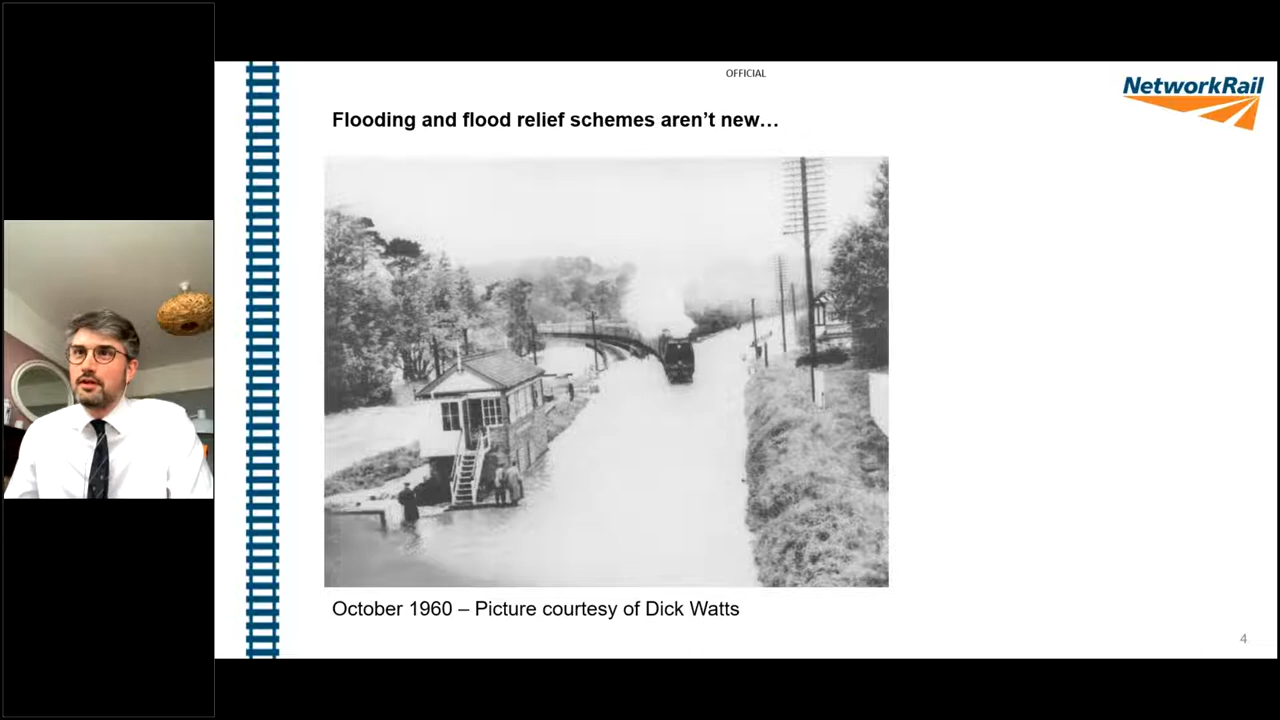 OFFICIAL
NetworkRail
Flooding and flood relief schemes aren’t new…
October 1960 – Picture courtesy of Dick Watts
4